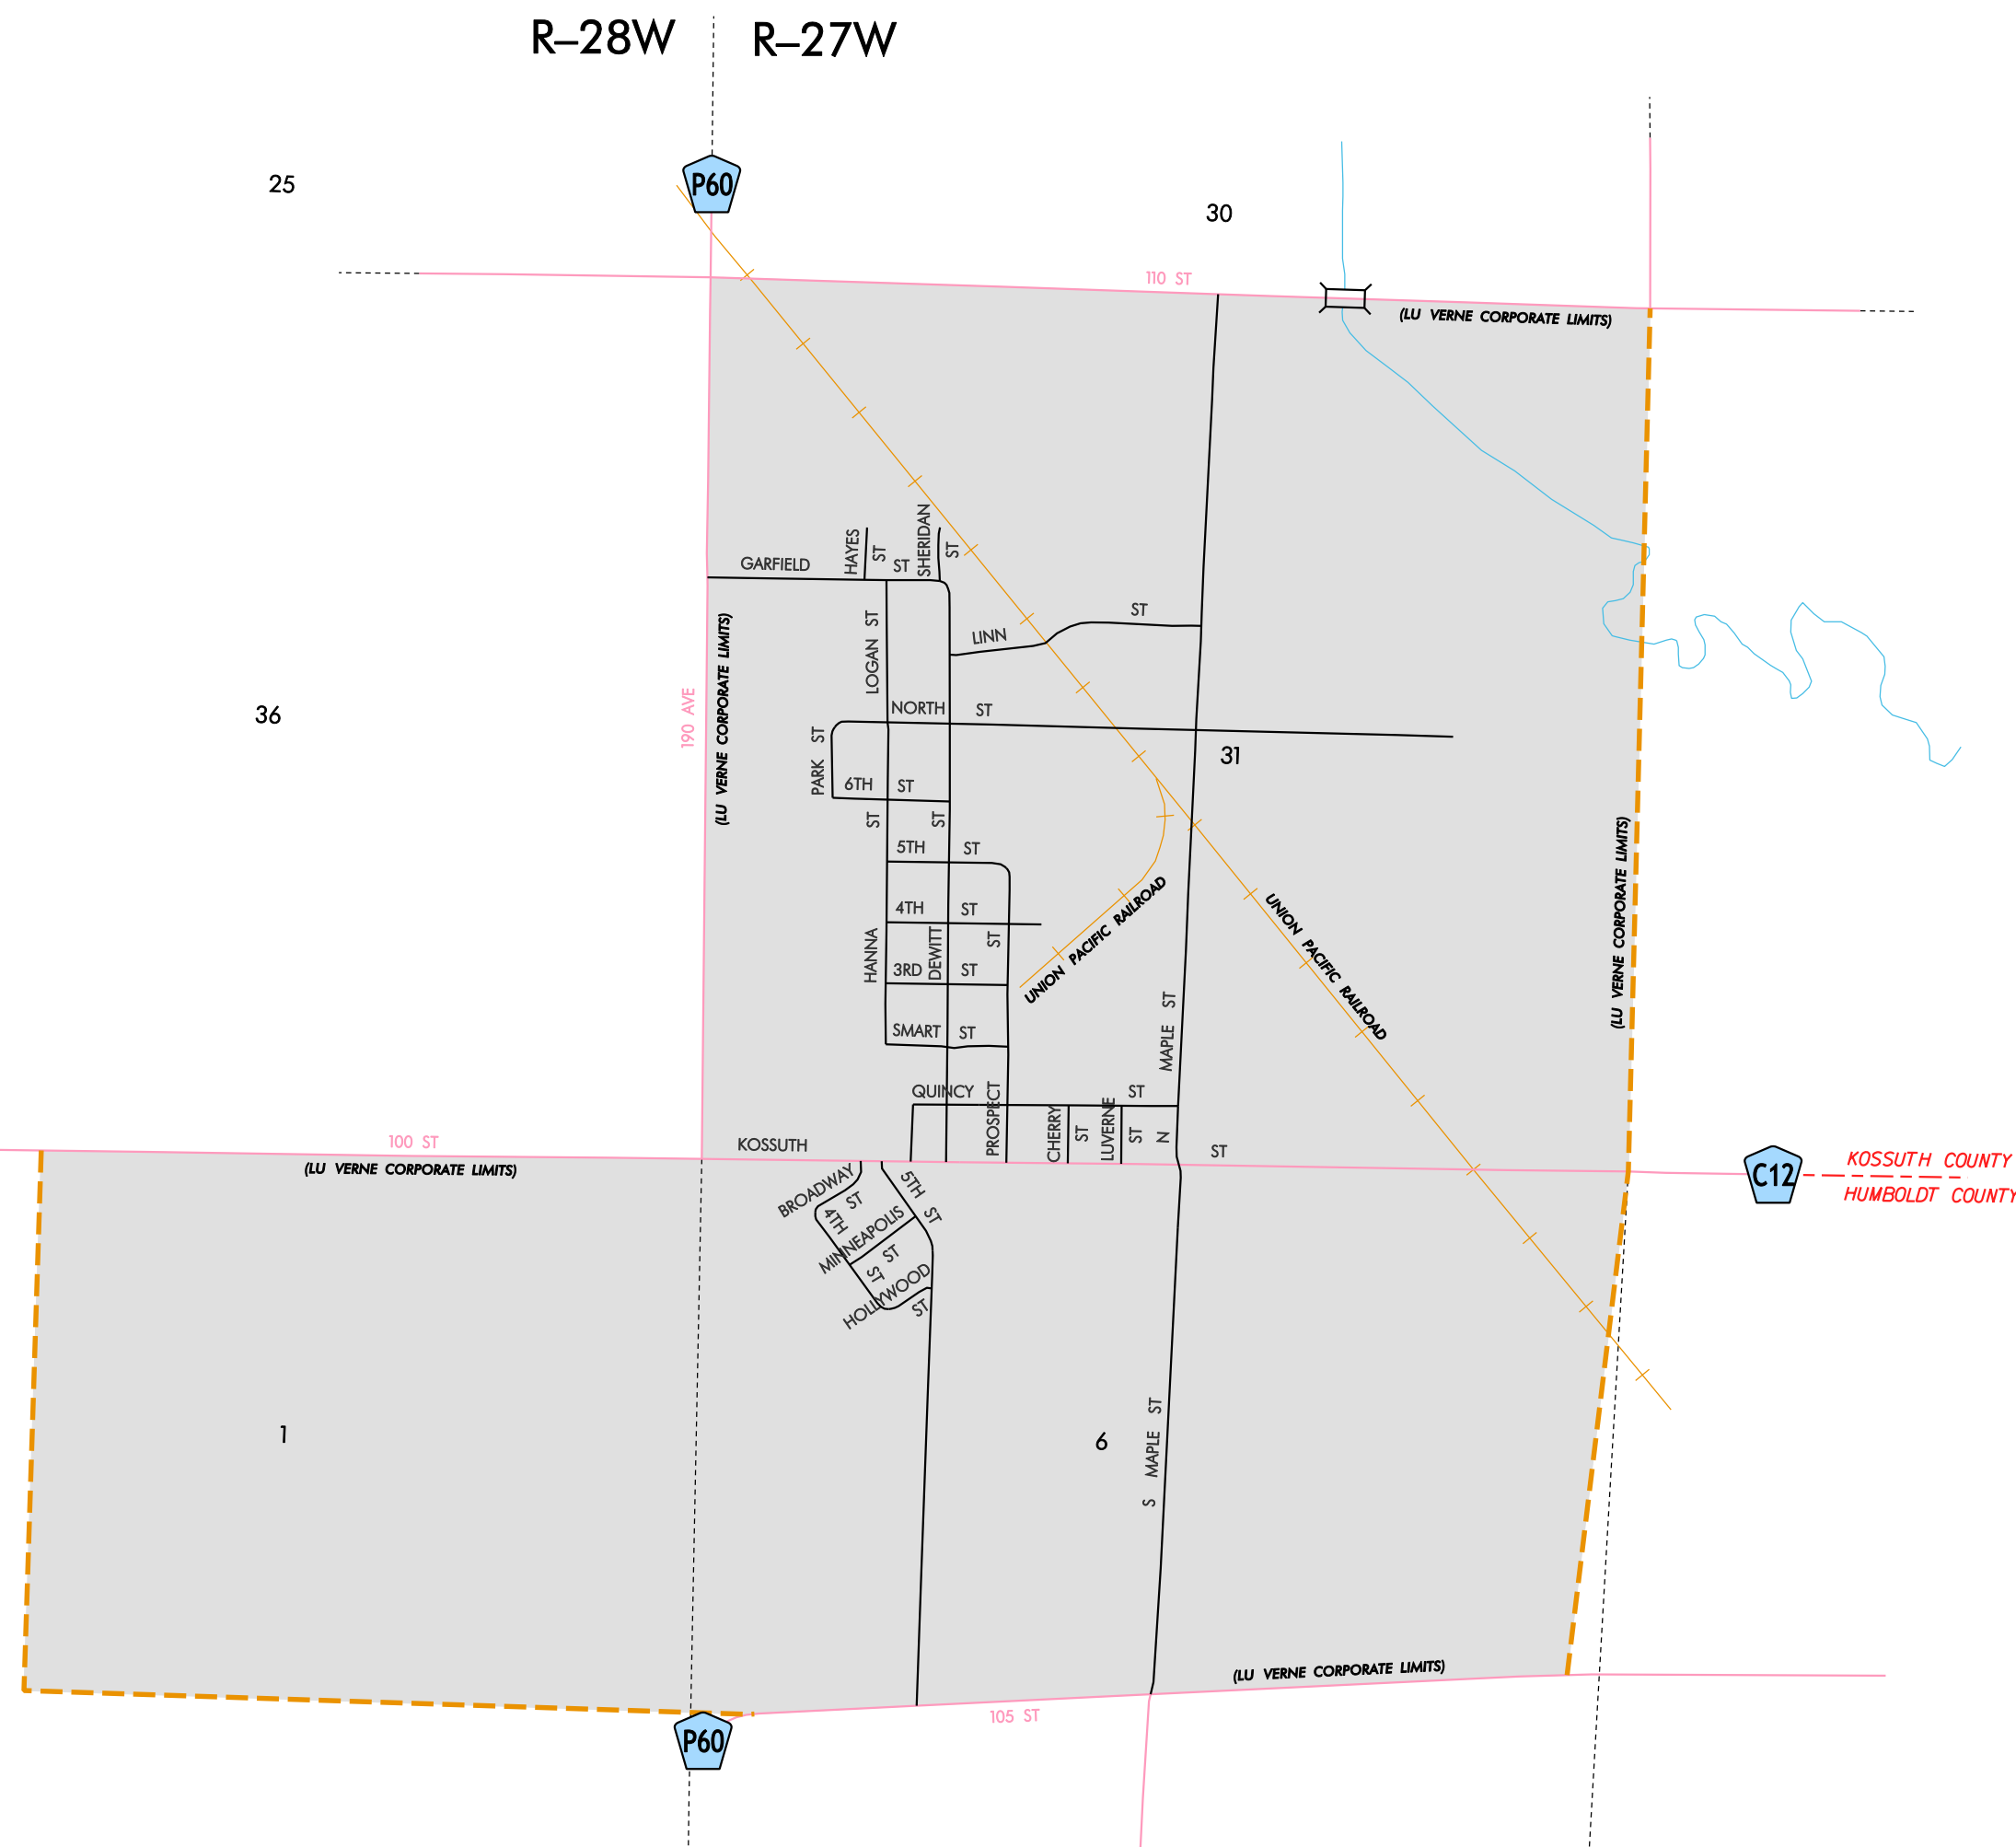 R–28W R–27W
P60
25
30
110 ST
(LU VERNE CORPORATE LIMITS)
HAYES ST
SHERIDAN ST
GARFIELD ST
LOGAN ST
LINN ST
(LU VERNE CORPORATE LIMITS)
190 AVE
36
NORTH ST
PARK ST
31
6TH ST
ST
ST
5TH ST
4TH ST
HANNA
DEWITT
ST
3RD ST
UNION PACIFIC RAILROAD
UNION PACIFIC RAILROAD
(LU VERNE CORPORATE LIMITS)
MAPLE ST
SMART ST
QUINCY ST
PROSPECT
CHERRY ST
LUVERNE ST
N
100 ST
KOSSUTH ST
(LU VERNE CORPORATE LIMITS)
C12
KOSSUTH COUNTY
HUMBOLDT COUNTY
BROADWAY ST
5TH ST
4TH ST
MINNEAPOLIS ST
HOLLYWOOD ST
1
6
S MAPLE ST
(LU VERNE CORPORATE LIMITS)
105 ST
P60